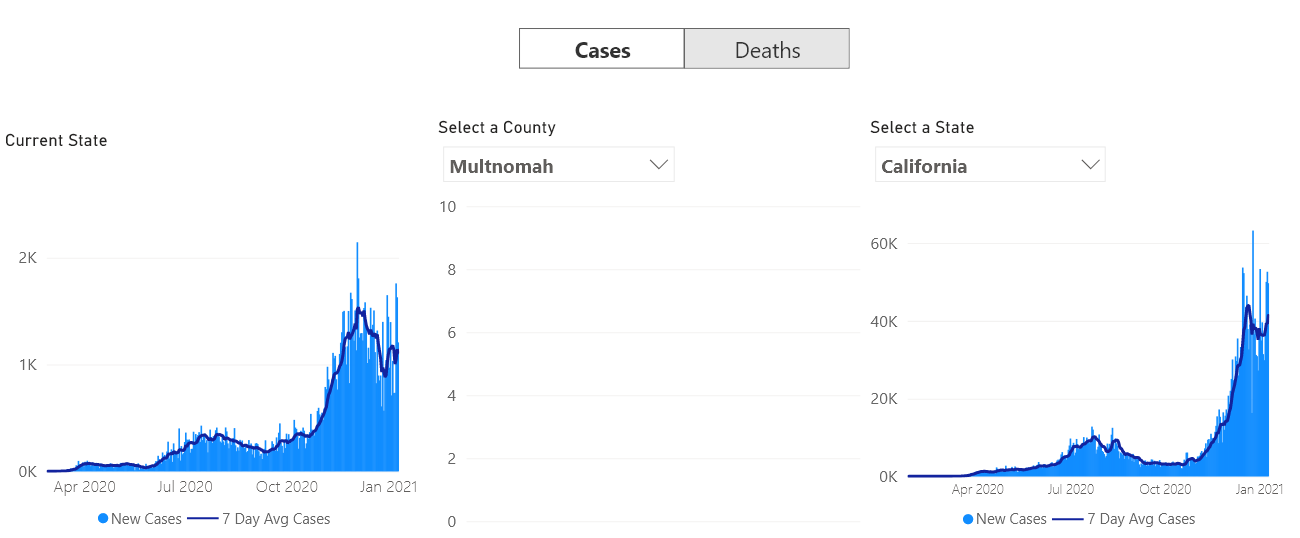 Cases
Deaths
Current State
Select a County
Select a State
Multnomah
California
2K
1K
0K
Apr 2020
Jul 2020
Oct 2020
Jan 2021
New Cases
7 Day Avg Cases
10
8
6
4
2
0
60K
40K
20K
0K
Apr 2020
Jul 2020
Oct 2020
Jan 2021
New Cases
7 Day Avg Cases